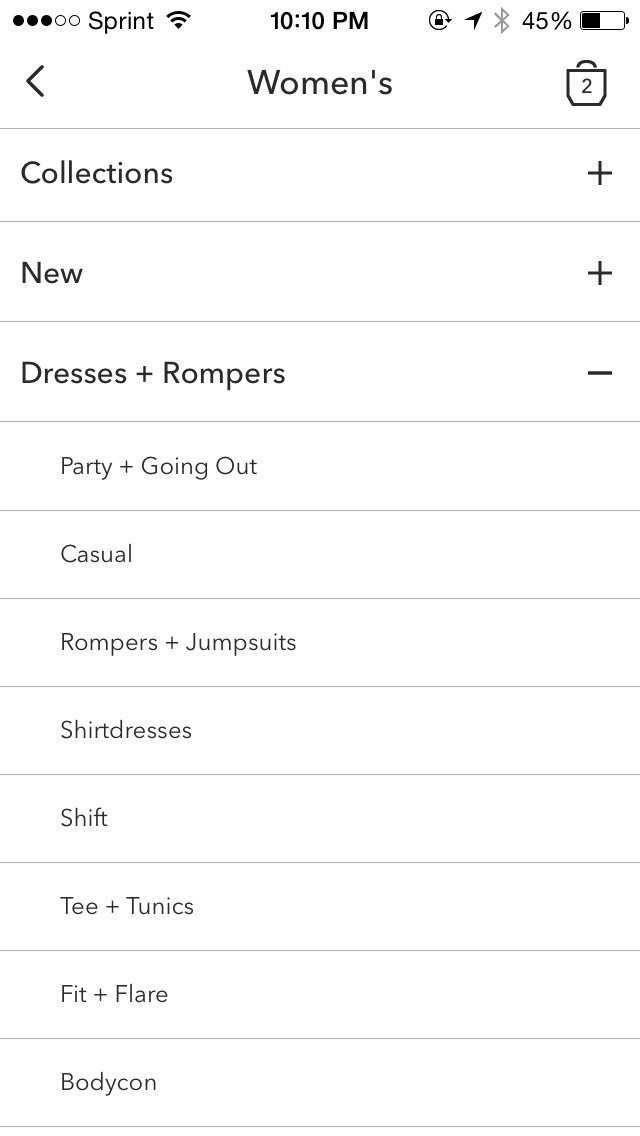 Sprint 10:10 PM 45%
Women's 2
Collections +
New +
Dresses + Rompers −
Party + Going Out
Casual
Rompers + Jumpsuits
Shirtdresses
Shift
Tee + Tunics
Fit + Flare
Bodycon